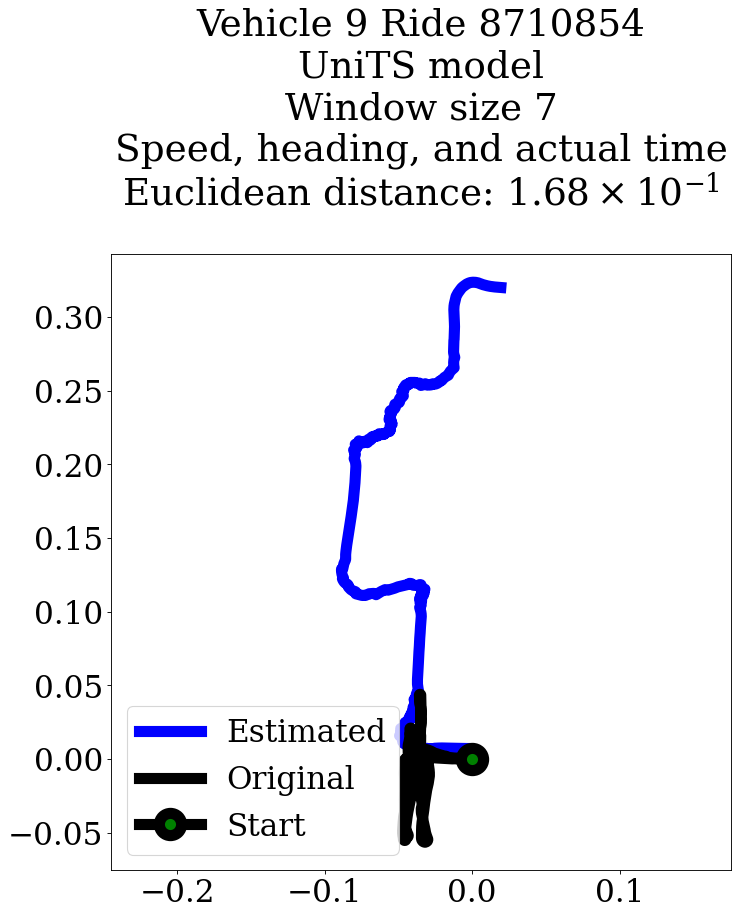 Vehicle 9 Ride 8710854
UniTS model
Window size 7
Speed, heading, and actual time
Euclidean distance: 1.68 × 10⁻¹
0.30
0.25
0.20
0.15
0.10
0.05
0.00
−0.05
Estimated
Original
Start
−0.2
−0.1
0.0
0.1